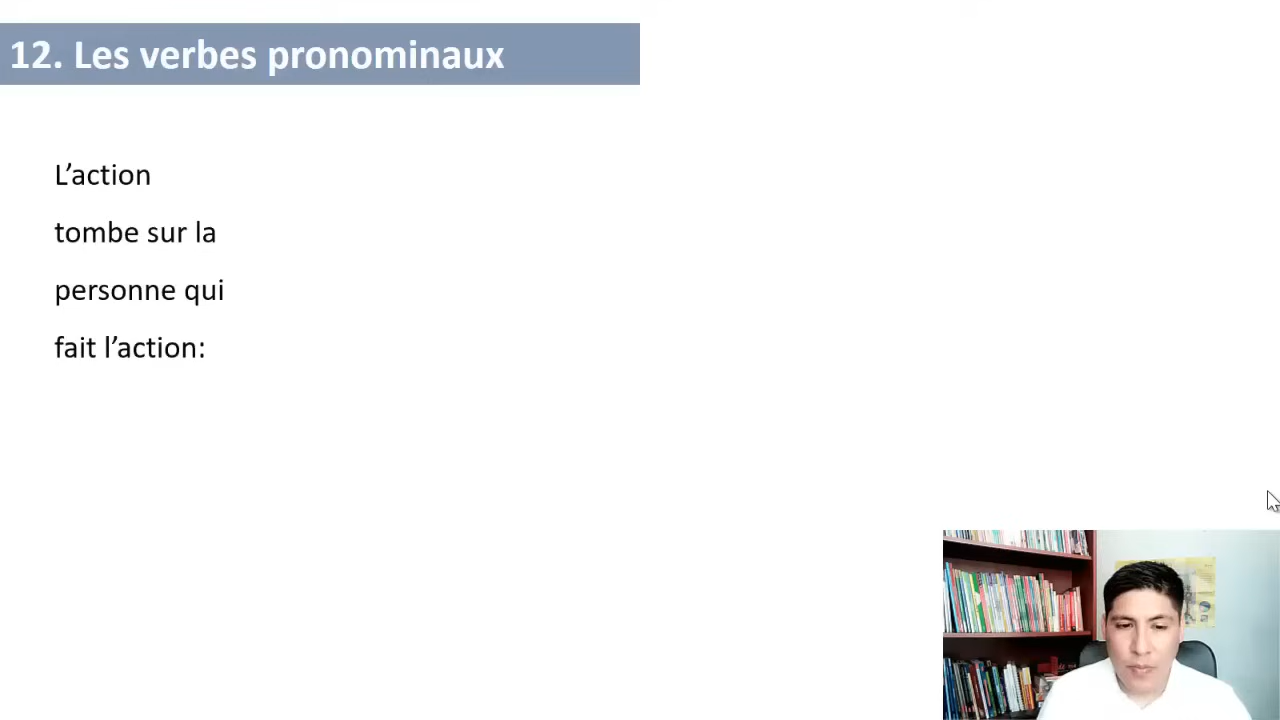 12. Les verbes pronominaux
L’action
tombe sur la
personne qui
fait l’action: